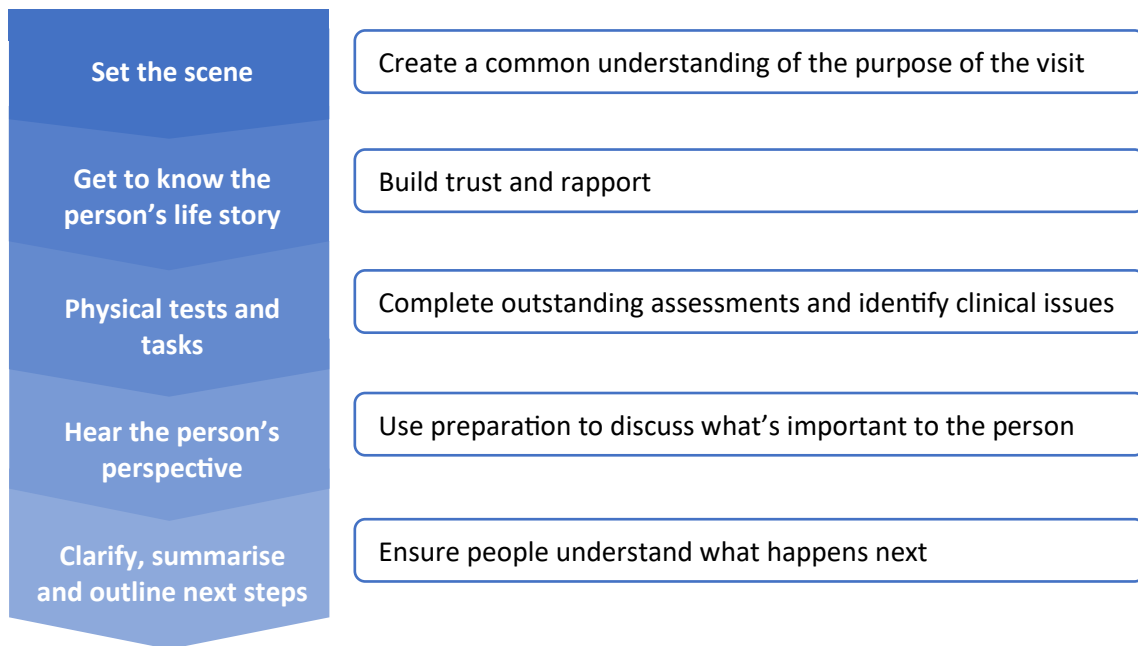 Set the scene
Create a common understanding of the purpose of the visit
Get to know the
person’s life story
Build trust and rapport
Physical tests and
tasks
Complete outstanding assessments and identify clinical issues
Hear the person’s
perspective
Use preparation to discuss what’s important to the person
Clarify, summarise
and outline next steps
Ensure people understand what happens next